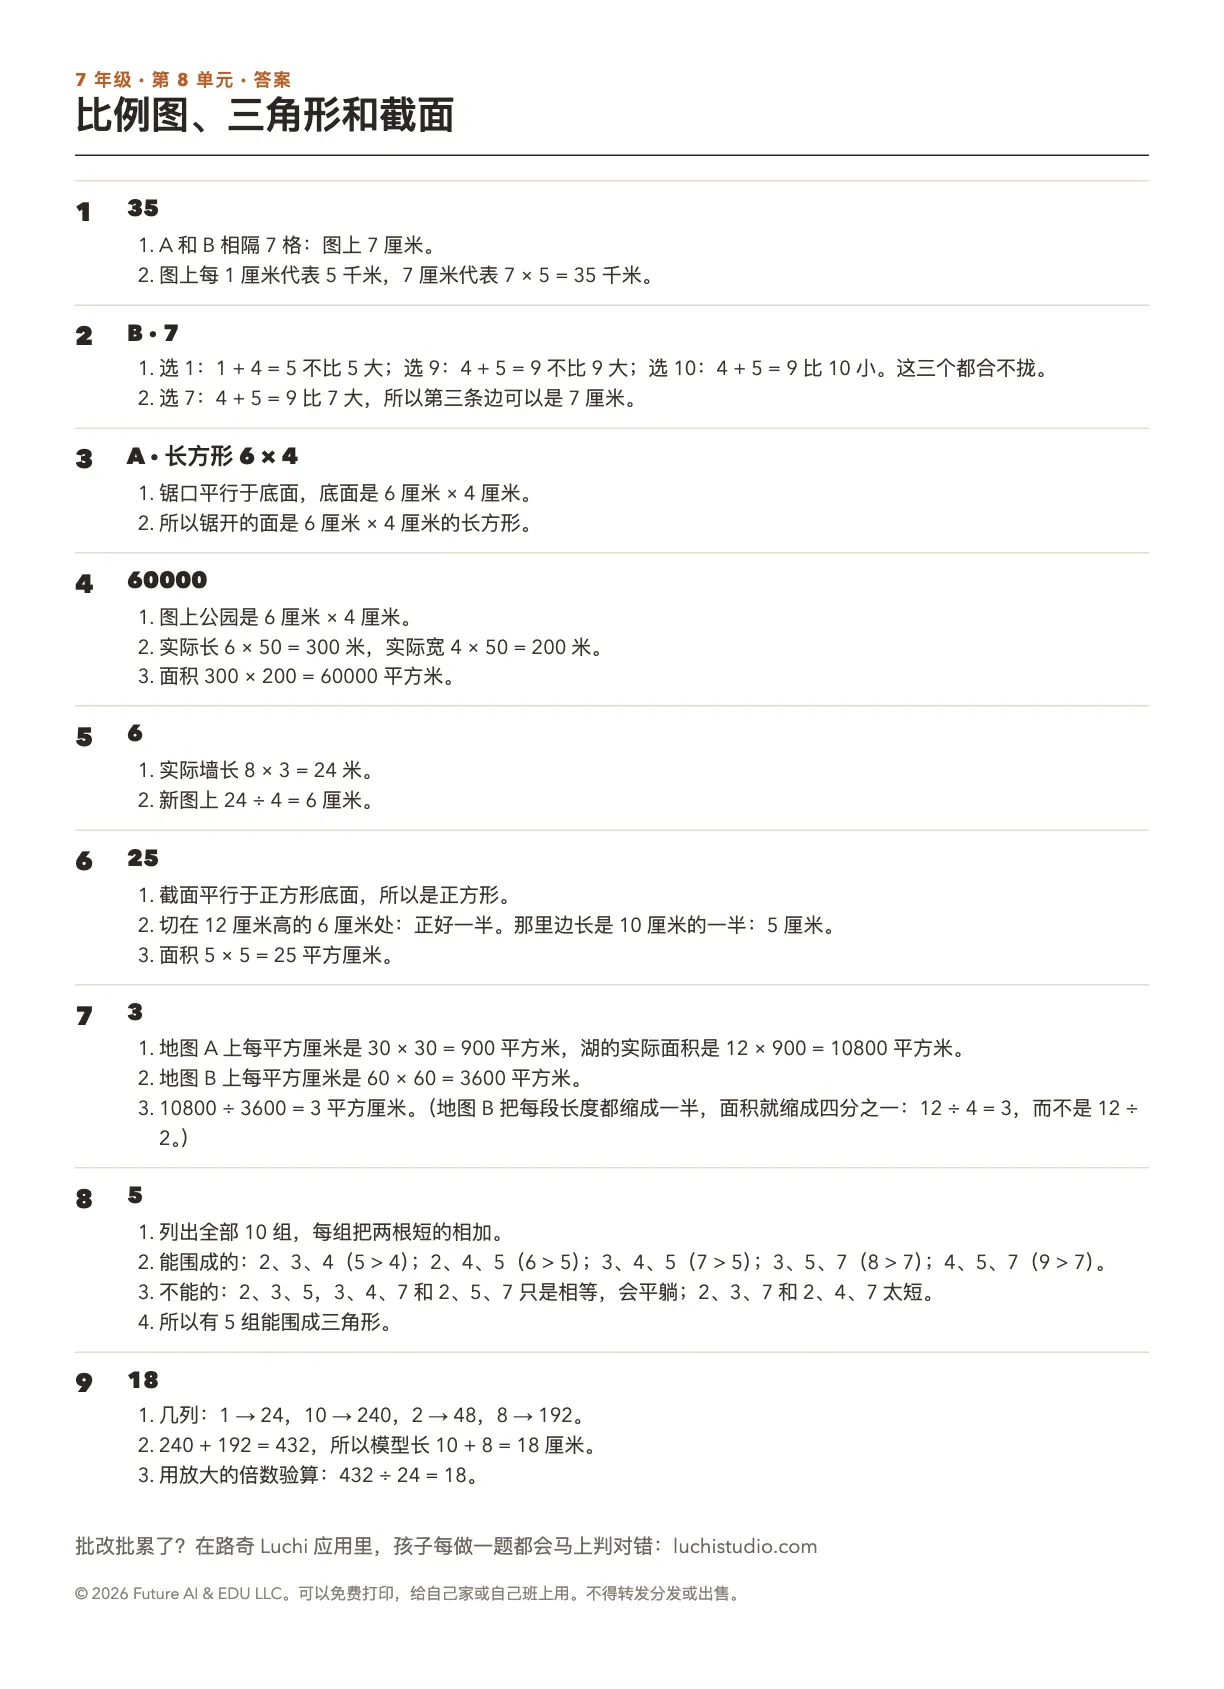 7 年级 · 第 8 单元 · 答案
比例图、三角形和截面
1 35
1. A 和 B 相隔 7 格：图上 7 厘米。
2. 图上每 1 厘米代表 5 千米，7 厘米代表 7 × 5 = 35 千米。
2 B · 7
1. 选 1：1 + 4 = 5 不比 5 大；选 9：4 + 5 = 9 不比 9 大；选 10：4 + 5 = 9 比 10 小。这三个都合不拢。
2. 选 7：4 + 5 = 9 比 7 大，所以第三条边可以是 7 厘米。
3 A · 长方形 6 × 4
1. 锯口平行于底面，底面是 6 厘米 × 4 厘米。
2. 所以锯开的面是 6 厘米 × 4 厘米的长方形。
4 60000
1. 图上公园是 6 厘米 × 4 厘米。
2. 实际长 6 × 50 = 300 米，实际宽 4 × 50 = 200 米。
3. 面积 300 × 200 = 60000 平方米。
5 6
1. 实际墙长 8 × 3 = 24 米。
2. 新图上 24 ÷ 4 = 6 厘米。
6 25
1. 截面平行于正方形底面，所以是正方形。
2. 切在 12 厘米高的 6 厘米处：正好一半。那里边长是 10 厘米的一半：5 厘米。
3. 面积 5 × 5 = 25 平方厘米。
7 3
1. 地图 A 上每平方厘米是 30 × 30 = 900 平方米，湖的实际面积是 12 × 900 = 10800 平方米。
2. 地图 B 上每平方厘米是 60 × 60 = 3600 平方米。
3. 10800 ÷ 3600 = 3 平方厘米。（地图 B 把每段长度都缩成一半，面积就缩成四分之一：12 ÷ 4 = 3，而不是 12 ÷
2。）
8 5
1. 列出全部 10 组，每组把两根短的相加。
2. 能围成的：2、3、4（5 > 4）；2、4、5（6 > 5）；3、4、5（7 > 5）；3、5、7（8 > 7）；4、5、7（9 > 7）。
3. 不能的：2、3、5，3、4、7 和 2、5、7 只是相等，会平躺；2、3、7 和 2、4、7 太短。
4. 所以有 5 组能围成三角形。
9 18
1. 几列：1 → 24，10 → 240，2 → 48，8 → 192。
2. 240 + 192 = 432，所以模型长 10 + 8 = 18 厘米。
3. 用放大的倍数验算：432 ÷ 24 = 18。
批改批累了？在路奇 Luchi 应用里，孩子每做一题都会马上判对错：luchistudio.com
© 2026 Future AI & EDU LLC。可以免费打印，给自己家或自己班上用。不得转发分发或出售。